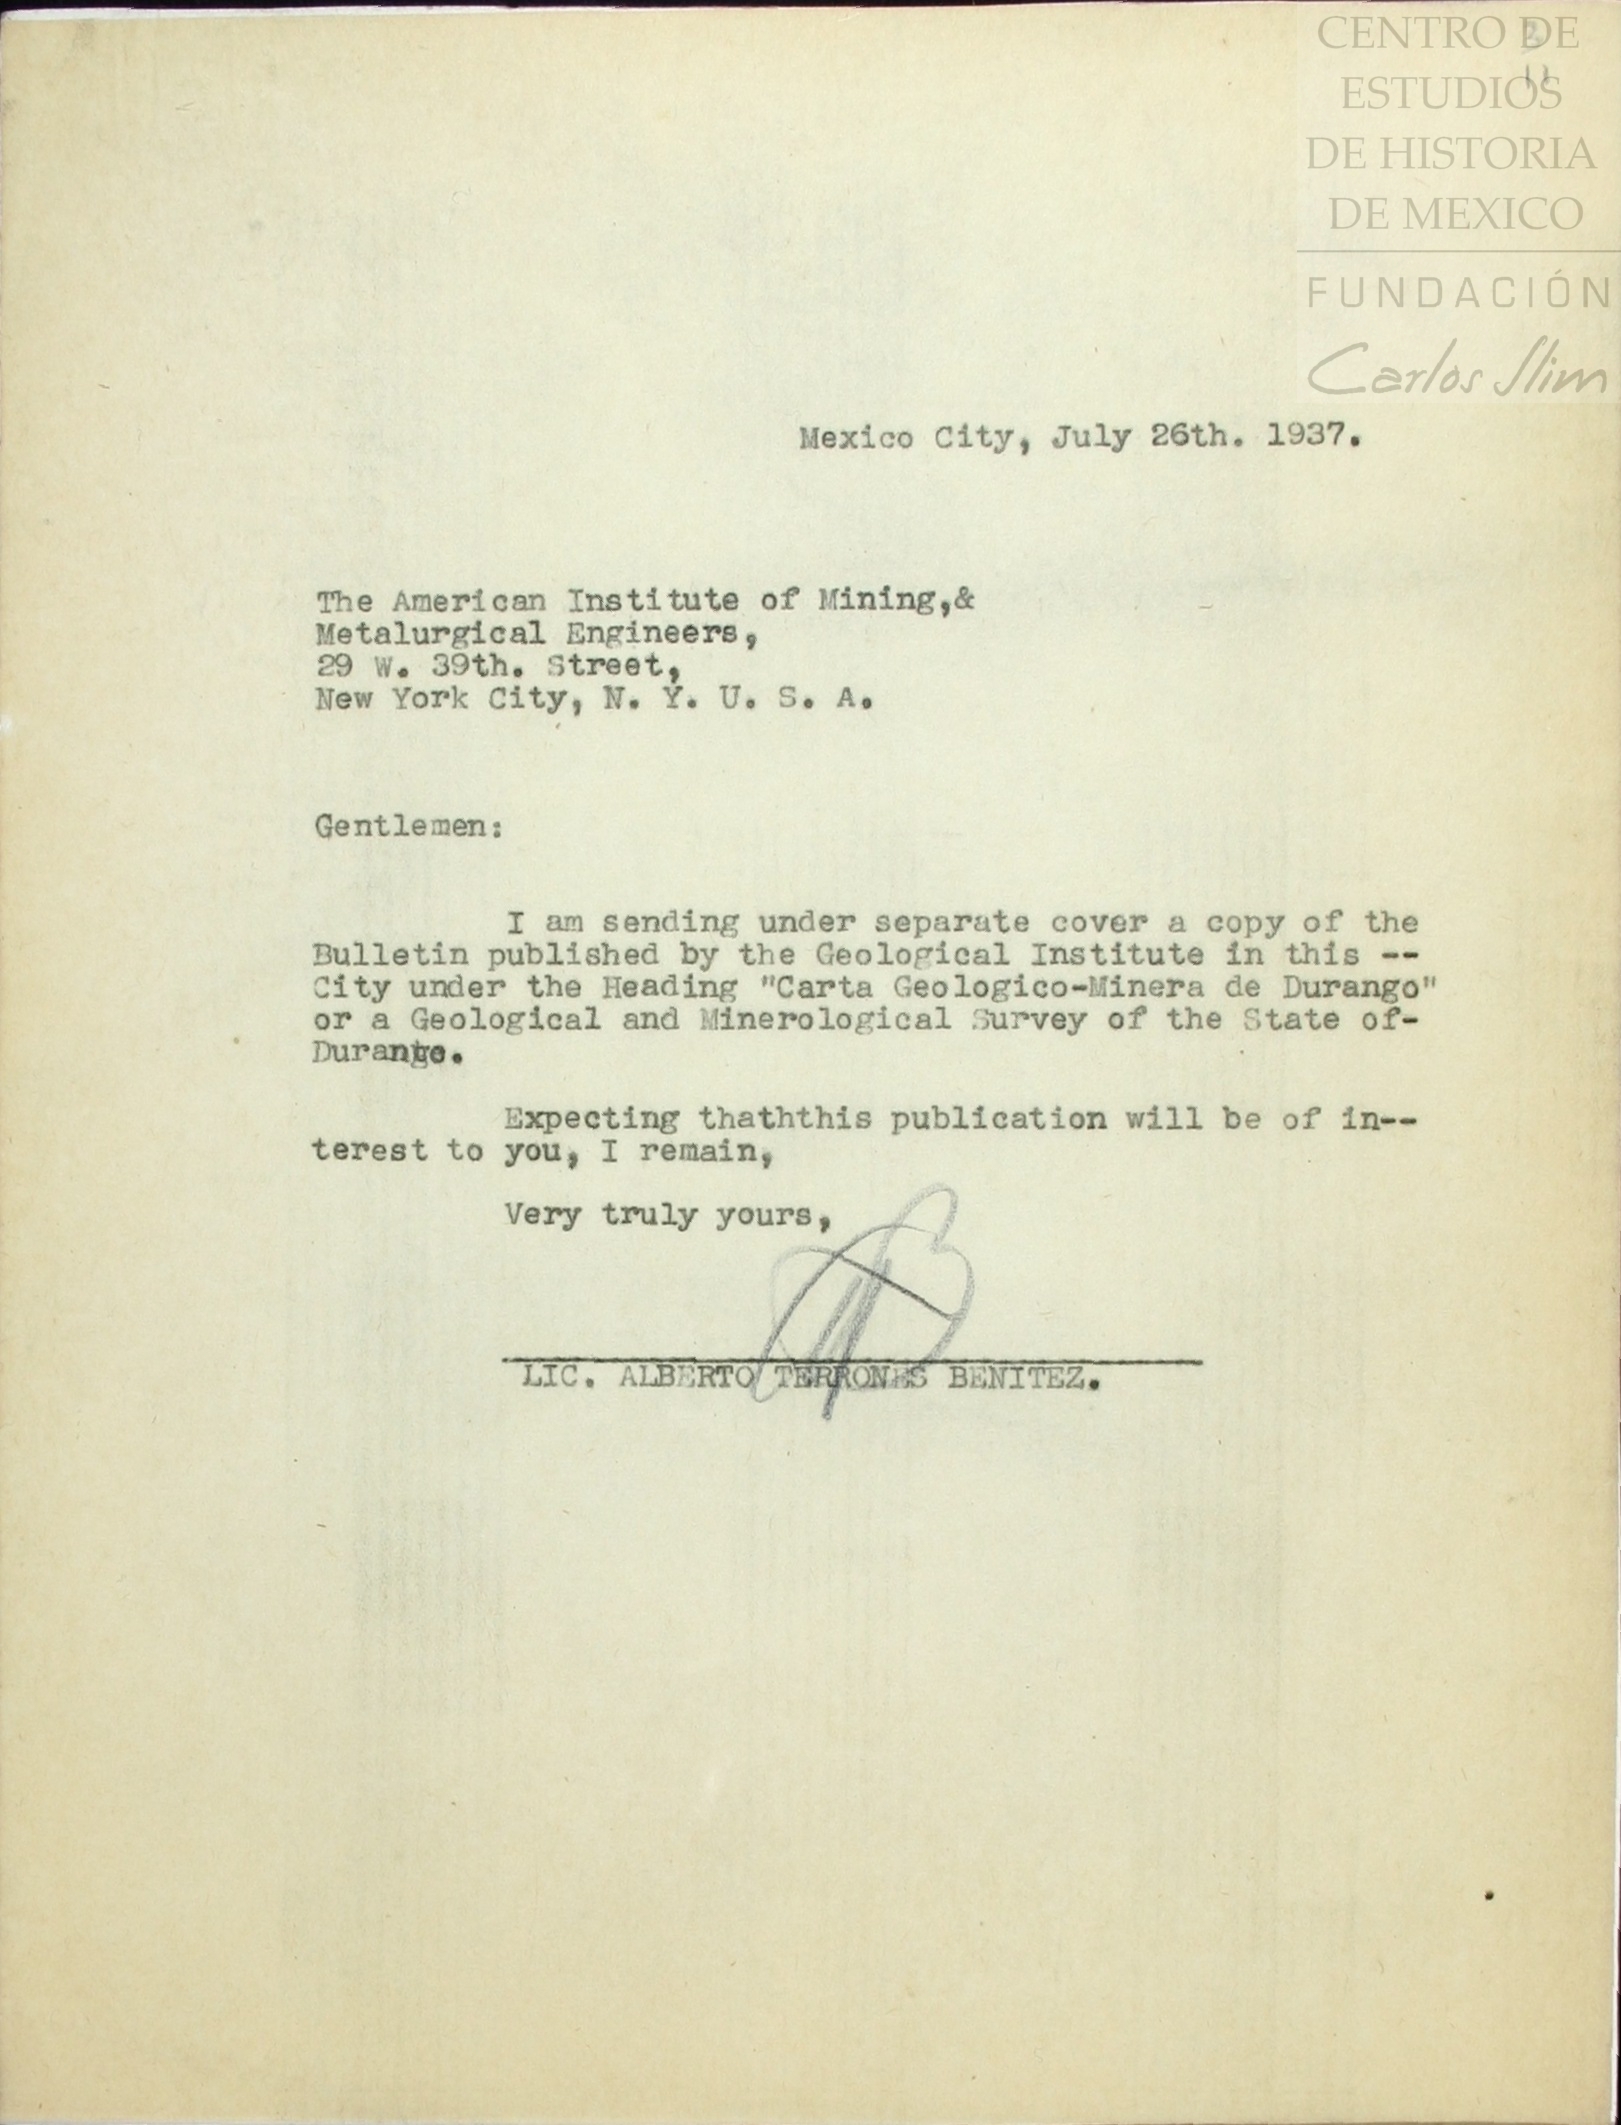 CENTRO DE
ESTUDIOS
DE HISTORIA
DE MEXICO
FUNDACIÓN
Carlos Slim
Mexico City, July 26th. 1937.
The American Institute of Mining,&
Metalurgical Engineers,
29 W. 39th. Street,
New York City, N. Y. U. S. A.
Gentlemen:
I am sending under separate cover a copy of the
Bulletin published by the Geological Institute in this --
City under the Heading "Carta Geologico-Minera de Durango"
or a Geological and Minerological Survey of the State of-
Durango.
Expecting thaththis publication will be of in--
terest to you, I remain,
Very truly yours,
LIC. ALBERTO TERRONES BENITEZ.